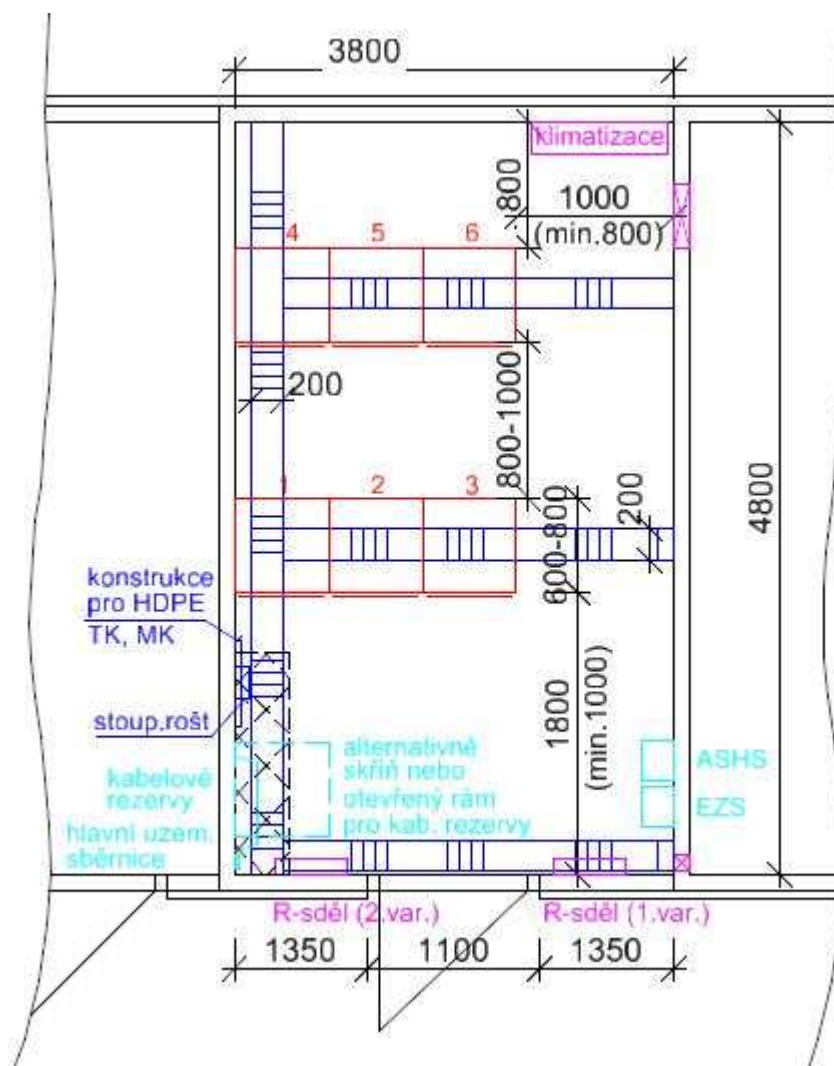 3800
klimatizace
800
1000
(min.800)
4 5 6
200
800-1000
4800
1 2 3
600-800
200
konstrukce
pro HDPE
TK, MK
stoup.rošt
1800
(min.1000)
alternativně
skříň nebo
otevřený rám
pro kab. rezervy
kabelové
rezervy
hlavní uzem.
sběrnice
ASHS
EZS
R-sděl (2.var.)
R-sděl (1.var.)
1350 1100 1350